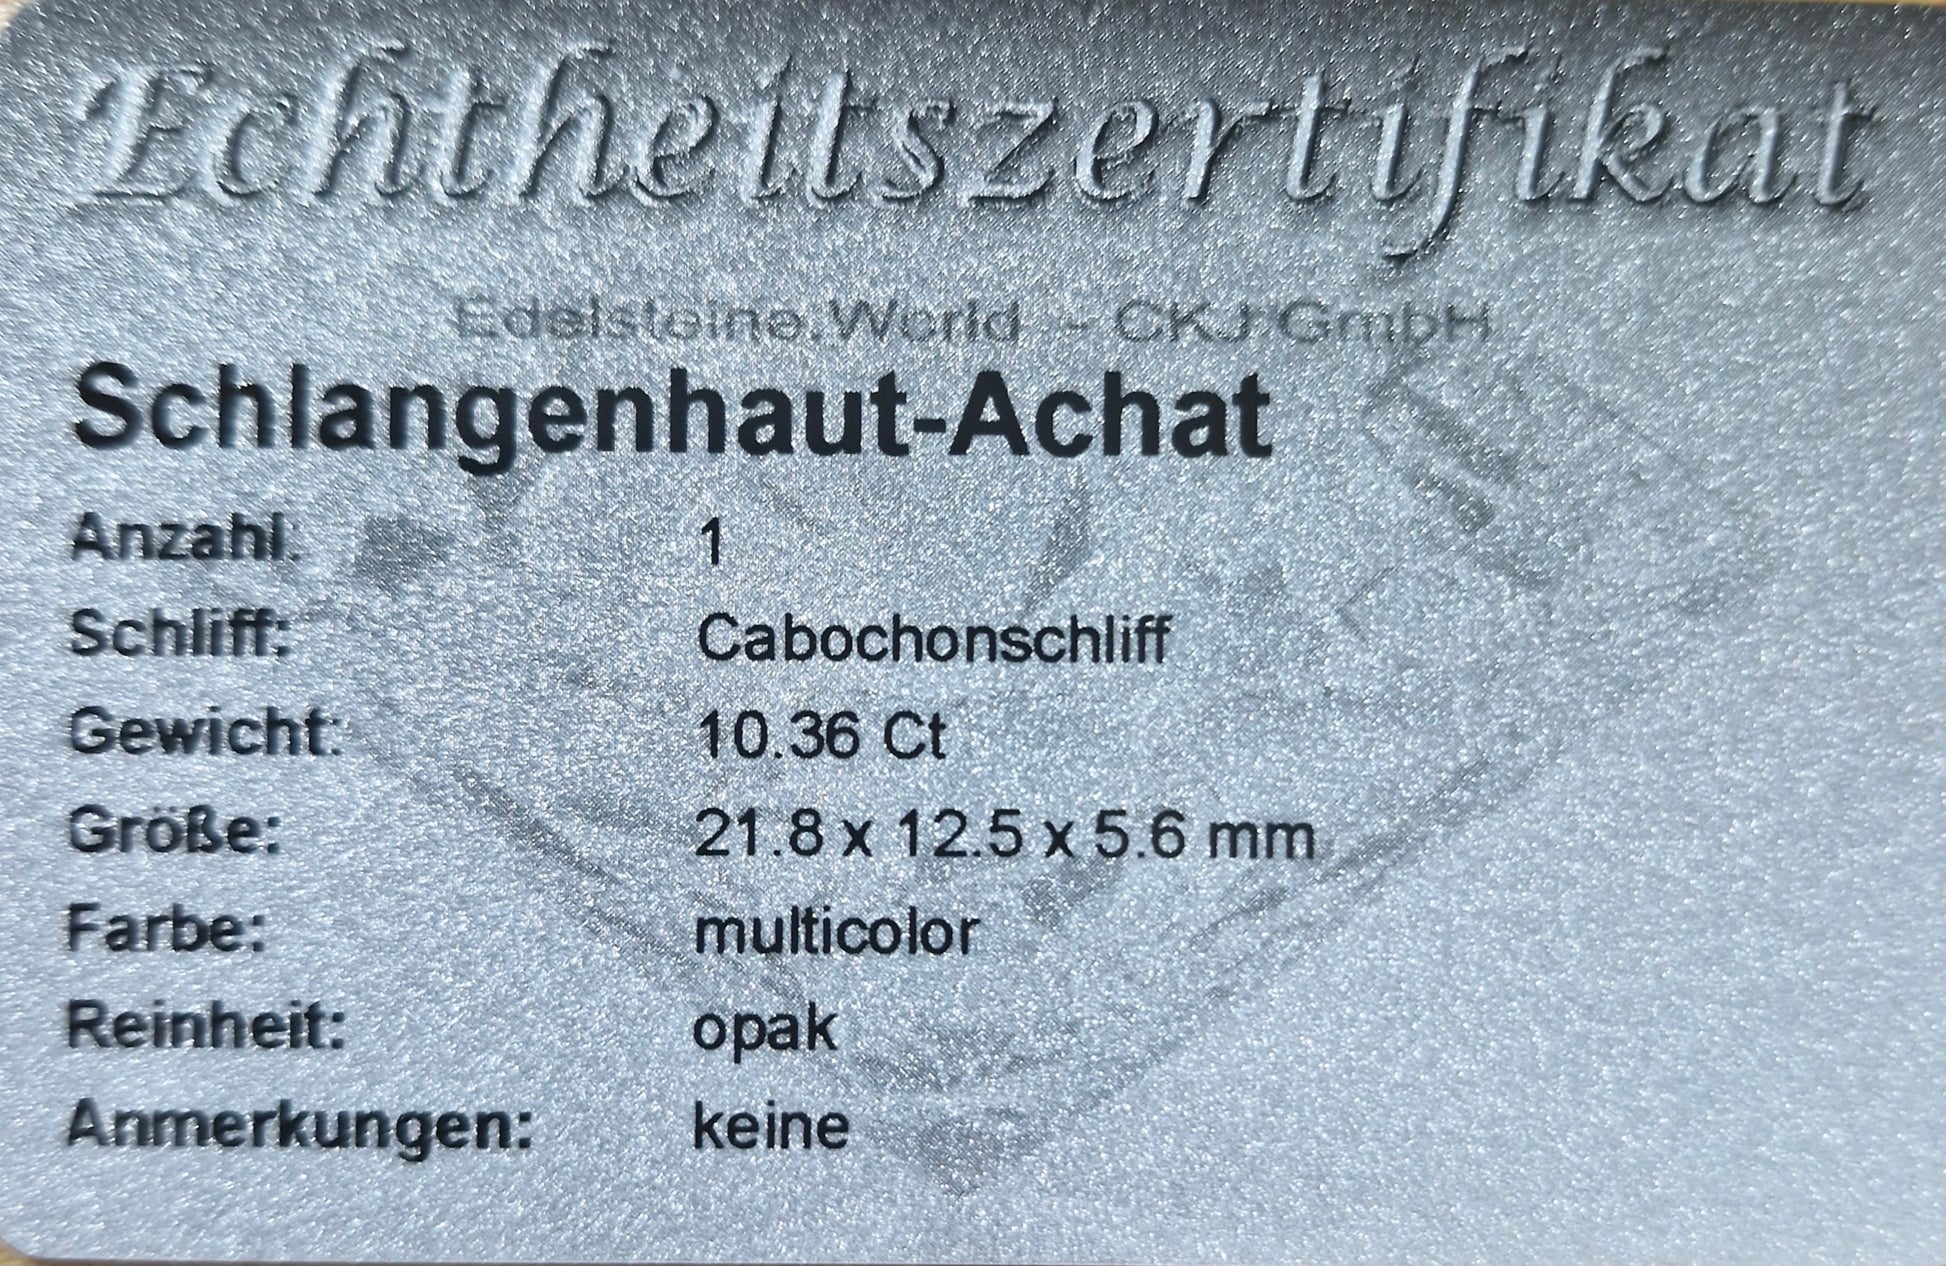 Echtheitszertifikat
Edelsteine.World - CKJ GmbH
Schlangenhaut-Achat
Anzahl: 1
Schliff: Cabochonschliff
Gewicht: 10.36 Ct
Größe: 21.8 x 12.5 x 5.6 mm
Farbe: multicolor
Reinheit: opak
Anmerkungen: keine